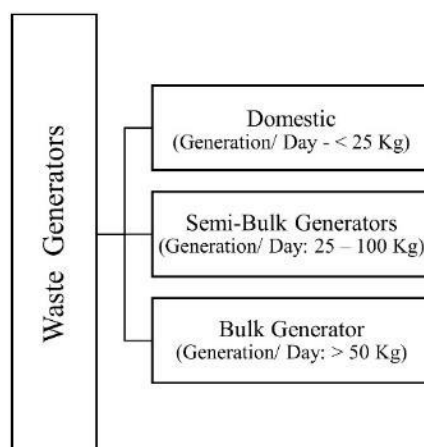 Waste Generators
Domestic
(Generation/ Day - < 25 Kg)
Semi-Bulk Generators
(Generation/ Day: 25 – 100 Kg)
Bulk Generator
(Generation/ Day: > 50 Kg)